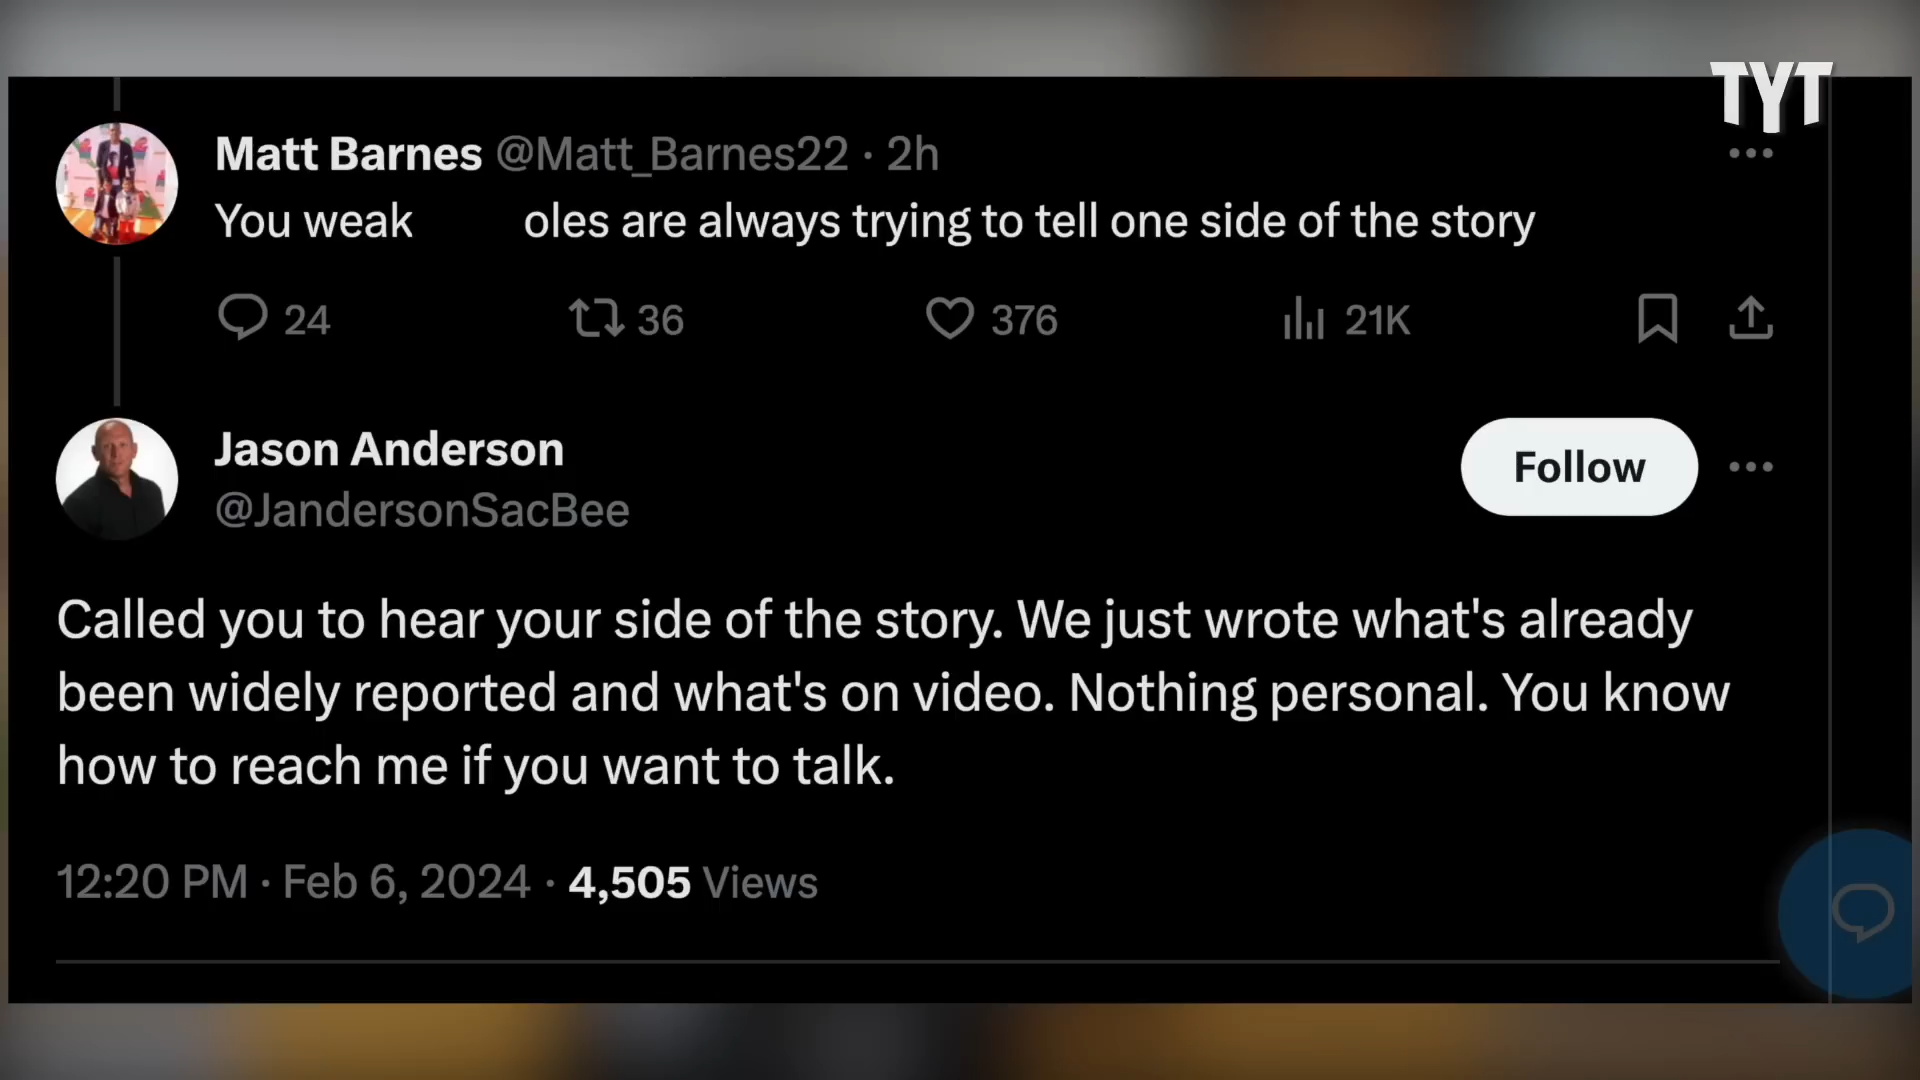 TYT
Matt Barnes @Matt_Barnes22 · 2h
You weak oles are always trying to tell one side of the story
24 36 376 21K
Jason Anderson
Follow
@JandersonSacBee
Called you to hear your side of the story. We just wrote what's already
been widely reported and what's on video. Nothing personal. You know
how to reach me if you want to talk.
12:20 PM · Feb 6, 2024 · 4,505 Views